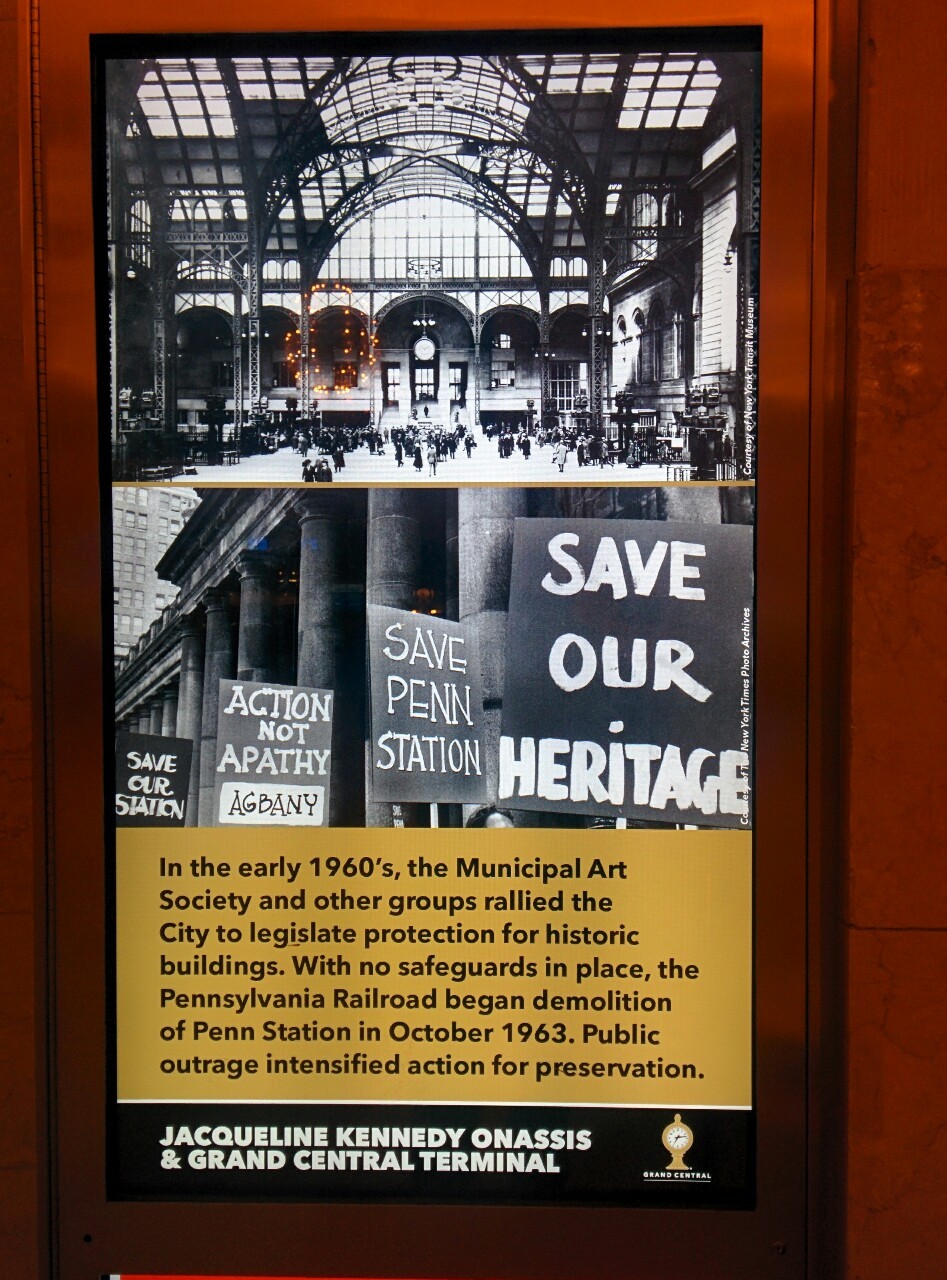 Courtesy of New York Transit Museum
SAVE
OUR
HERITAGE
SAVE
PENN
STATION
ACTION
NOT
APATHY
AGBANY
SAVE
OUR
STATION
Courtesy of The New York Times Photo Archives
In the early 1960's, the Municipal Art
Society and other groups rallied the
City to legislate protection for historic
buildings. With no safeguards in place, the
Pennsylvania Railroad began demolition
of Penn Station in October 1963. Public
outrage intensified action for preservation.
JACQUELINE KENNEDY ONASSIS
& GRAND CENTRAL TERMINAL
GRAND CENTRAL